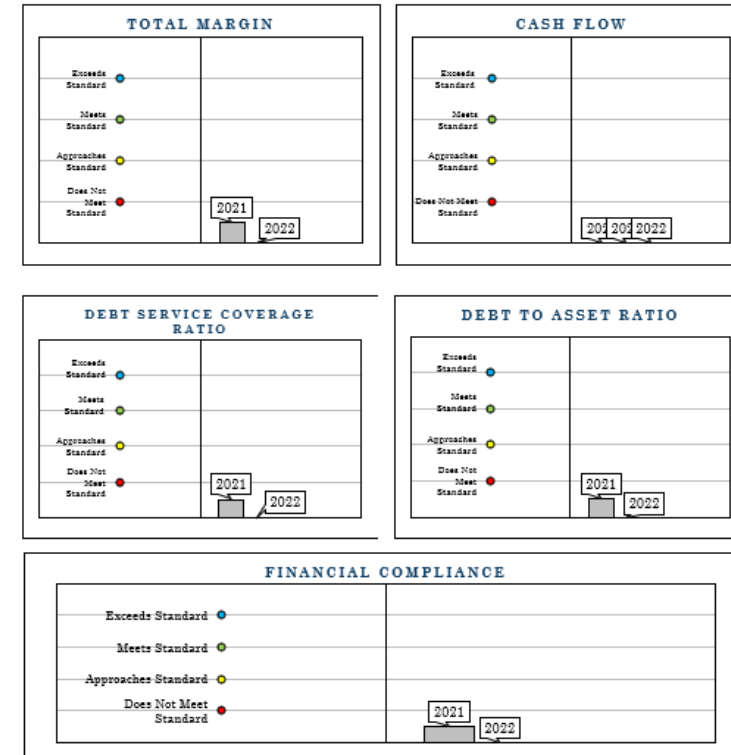 TOTAL MARGIN
Exceeds
Standard
Meets
Standard
Approaches
Standard
Does Not
Meet
Standard
2021
2022
CASH FLOW
Exceeds
Standard
Meets
Standard
Approaches
Standard
Does Not Meet
Standard
2022
DEBT SERVICE COVERAGE
RATIO
Exceeds
Standard
Meets
Standard
Approaches
Standard
Does Not
Meet
Standard
2021
2022
DEBT TO ASSET RATIO
Exceeds
Standard
Meets
Standard
Approaches
Standard
Does Not
Meet
Standard
2021
2022
FINANCIAL COMPLIANCE
Exceeds Standard
Meets Standard
Approaches Standard
Does Not Meet
Standard
2021
2022